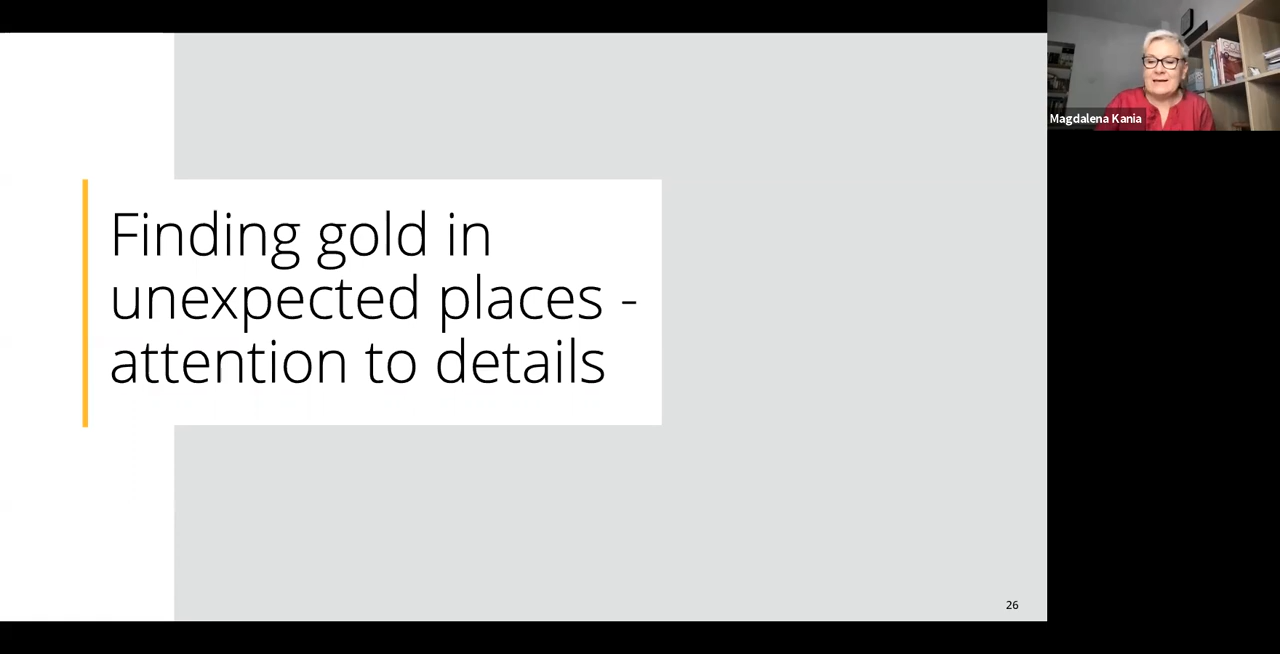 Finding gold in
unexpected places -
attention to details
26
Magdalena Kania